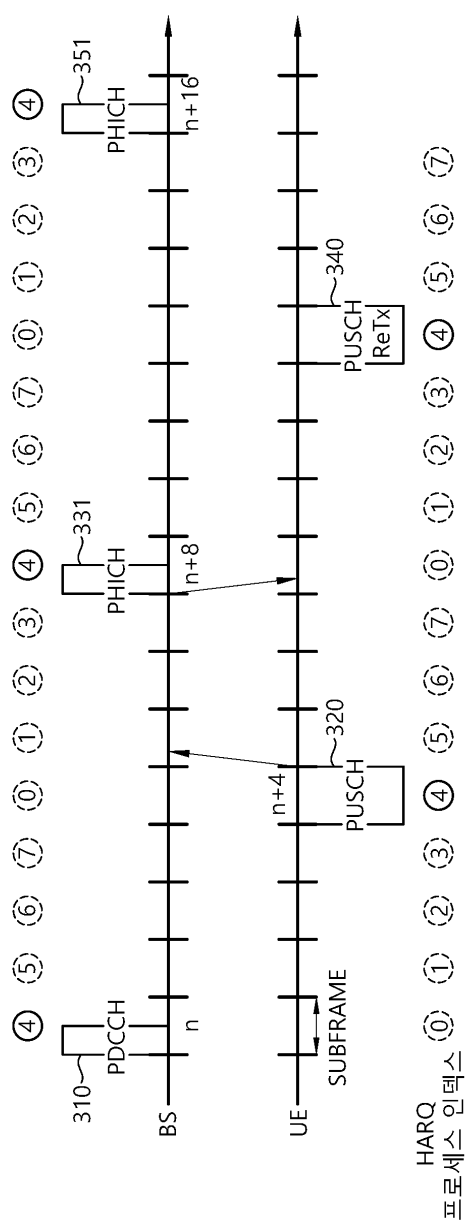 4 5 6 7 0 1 2 3 4 5 6 7 0 1 2 3 4
310 331 351
PDCCH PHICH PHICH
BS
n n+8 n+16
n+4
UE
SUBFRAME 320 340
PUSCH PUSCH
ReTx
0 1 2 3 4 5 6 7 0 1 2 3 4 5 6 7
HARQ
프로세스 인덱스